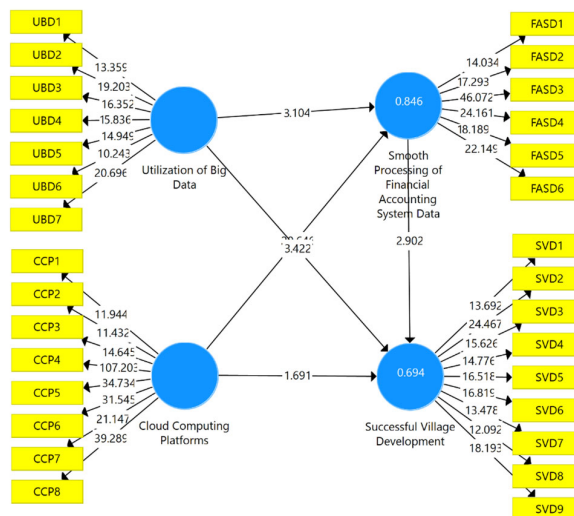 UBD1
UBD2
UBD3
UBD4
UBD5
UBD6
UBD7
13.359
19.203
16.352
15.836
14.949
10.243
20.696
Utilization of Big
Data
3.104
0.846
Smooth
Processing of
Financial
Accounting
System Data
14.034
17.293
46.072
24.161
18.189
22.149
FASD1
FASD2
FASD3
FASD4
FASD5
FASD6
3.422
2.902
CCP1
CCP2
CCP3
CCP4
CCP5
CCP6
CCP7
CCP8
11.944
11.432
14.645
107.203
34.734
31.545
21.147
39.289
Cloud Computing
Platforms
1.691
0.694
Successful Village
Development
13.692
24.467
15.626
14.776
16.518
16.819
13.478
12.092
18.193
SVD1
SVD2
SVD3
SVD4
SVD5
SVD6
SVD7
SVD8
SVD9